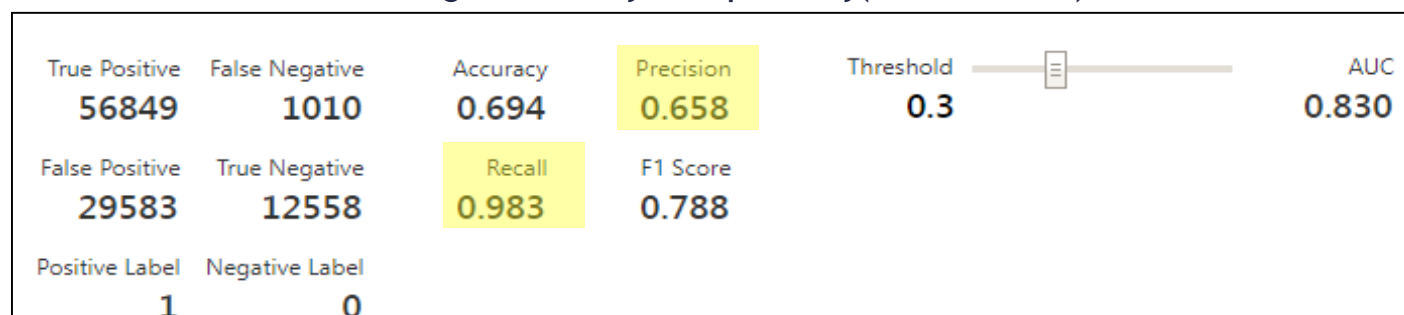 True Positive False Negative Accuracy Precision Threshold AUC
56849 1010 0.694 0.658 0.3 0.830
False Positive True Negative Recall F1 Score
29583 12558 0.983 0.788
Positive Label Negative Label
1 0